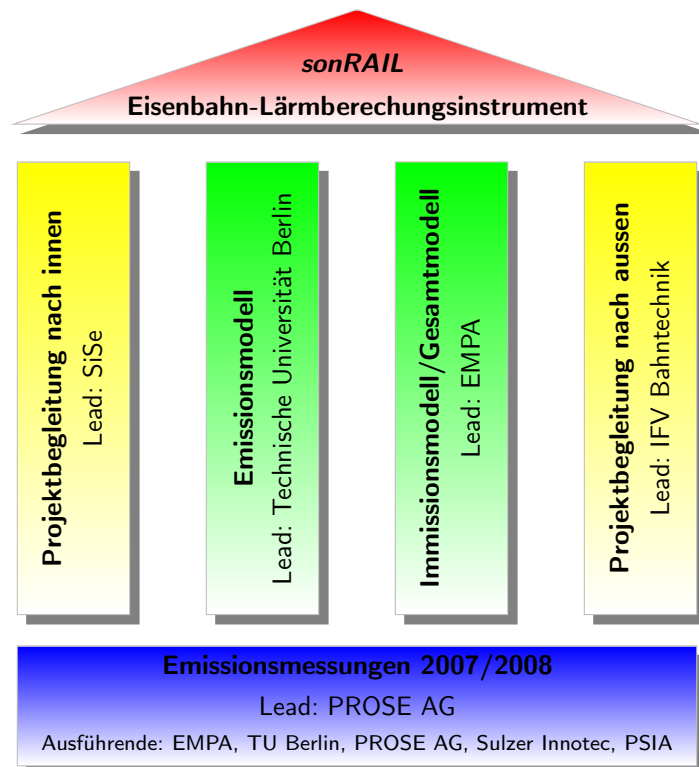 sonRAIL
Eisenbahn-Lärmberechungsinstrument
Projektbegleitung nach innen
Lead: SiSe
Emissionsmodell
Lead: Technische Universität Berlin
Immissionsmodell/Gesamtmodell
Lead: EMPA
Projektbegleitung nach aussen
Lead: IFV Bahntechnik
Emissionsmessungen 2007/2008
Lead: PROSE AG
Ausführende: EMPA, TU Berlin, PROSE AG, Sulzer Innotec, PSIA